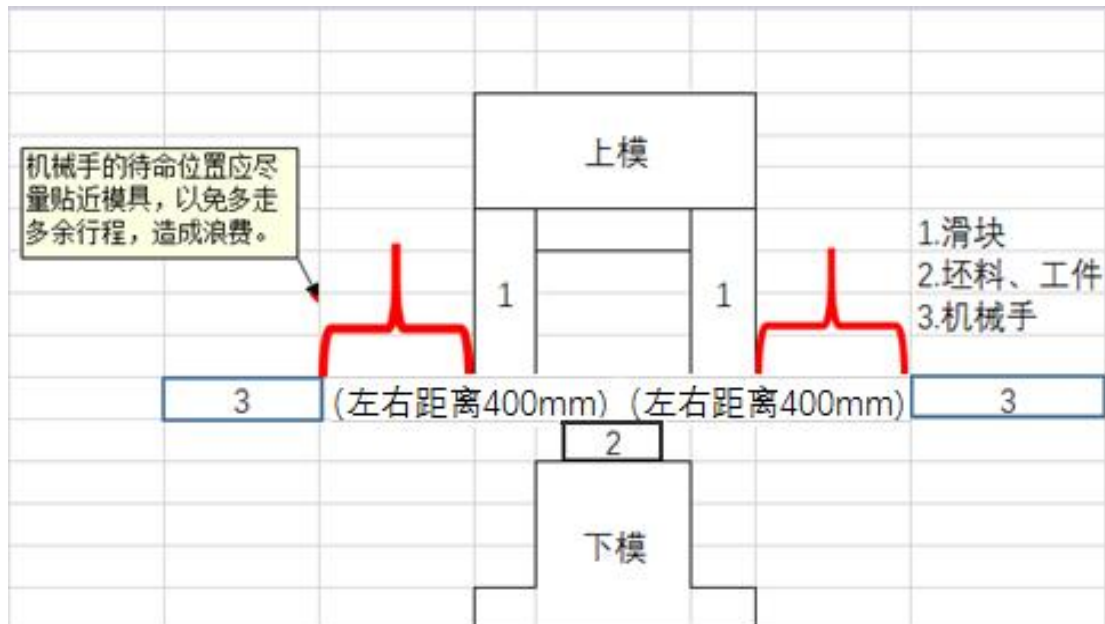 上模
机械手的待命位置应尽
量贴近模具，以免多走
多余行程，造成浪费。
1.滑块
2.坯料、工件
3.机械手
1
1
3
(左右距离400mm)
(左右距离400mm)
3
2
下模